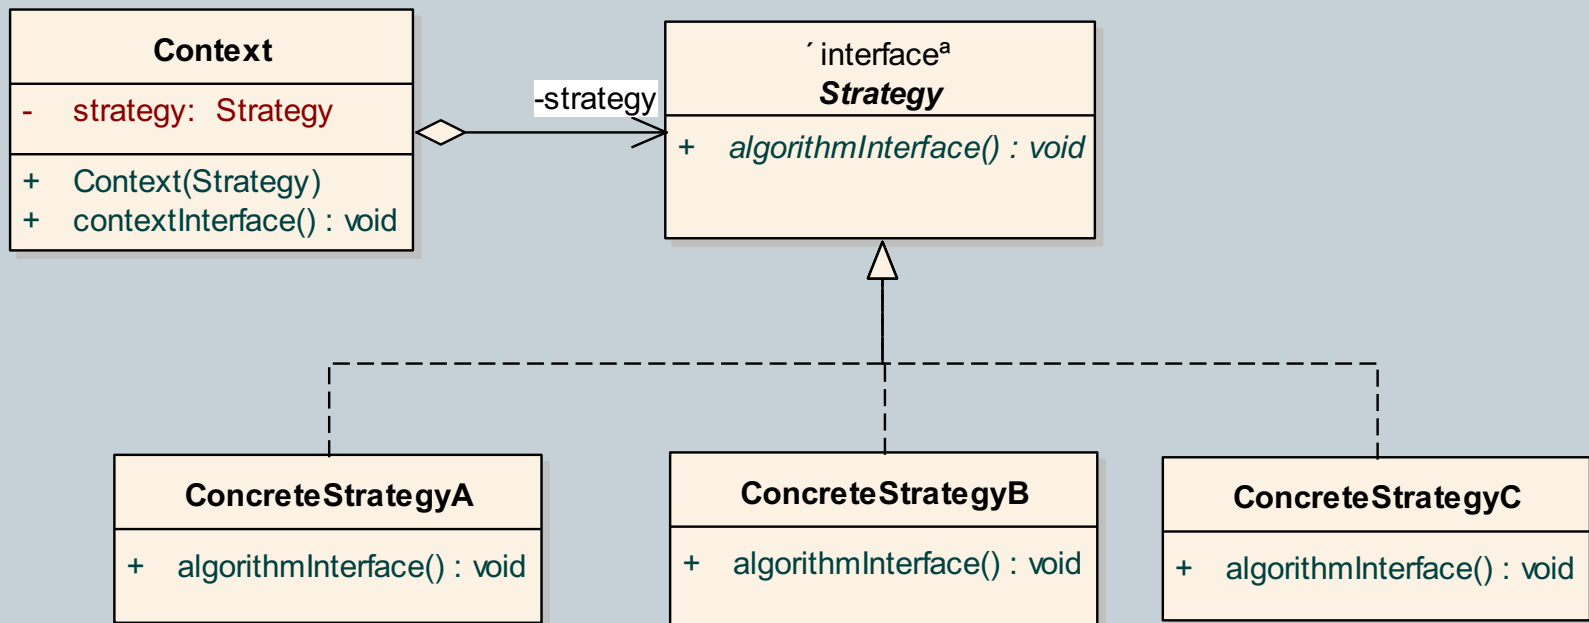 Context
- strategy: Strategy
+ Context(Strategy)
+ contextInterface() : void
-strategy
´ interfaceª
Strategy
+ algorithmInterface() : void
ConcreteStrategyA
+ algorithmInterface() : void
ConcreteStrategyB
+ algorithmInterface() : void
ConcreteStrategyC
+ algorithmInterface() : void